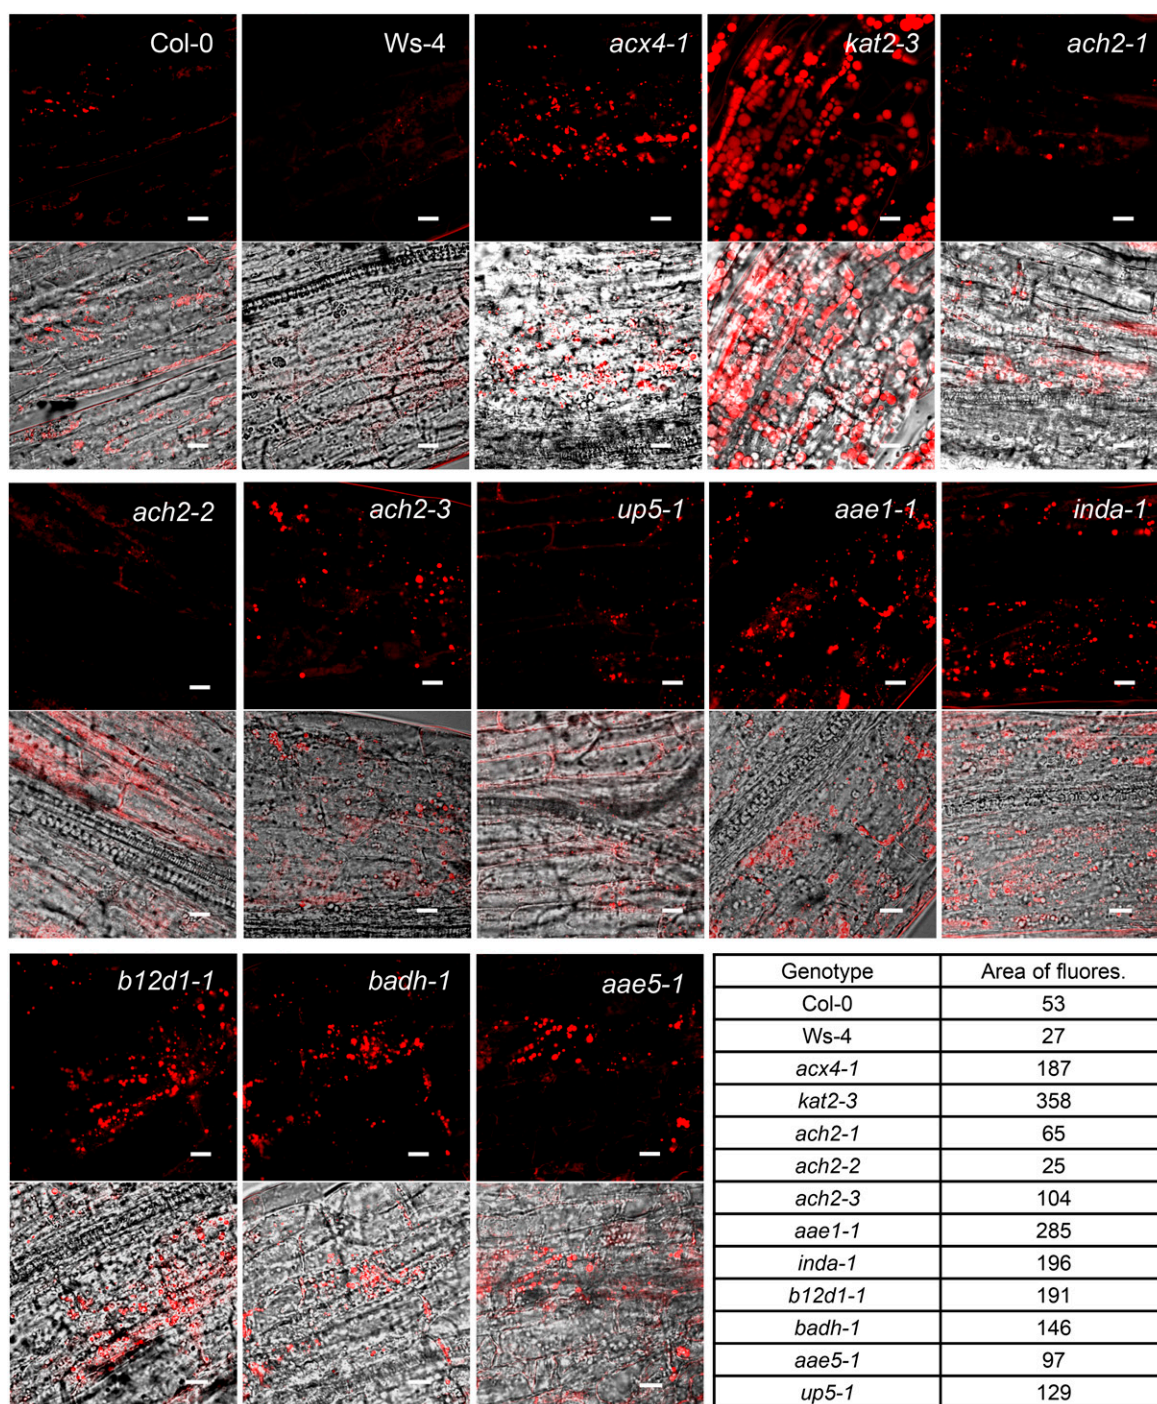 Col-0 Ws-4 acx4-1 kat2-3 ach2-1
ach2-2 ach2-3 up5-1 aae1-1 inda-1
b12d1-1 badh-1 aae5-1
Genotype Area of fluores.
Col-0 53
Ws-4 27
acx4-1 187
kat2-3 358
ach2-1 65
ach2-2 25
ach2-3 104
aae1-1 285
inda-1 196
b12d1-1 191
badh-1 146
aae5-1 97
up5-1 129